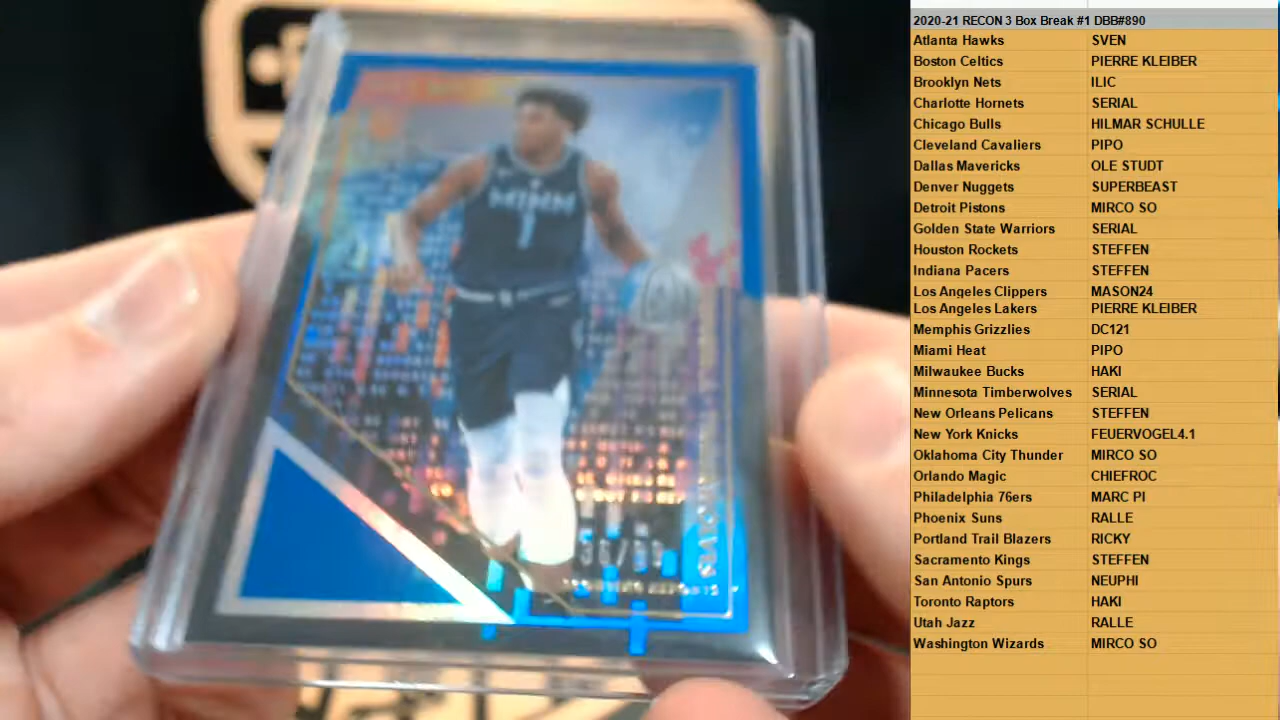 2020-21 RECON 3 Box Break #1 DBB#890
Atlanta Hawks SVEN
Boston Celtics PIERRE KLEIBER
Brooklyn Nets ILIC
Charlotte Hornets SERIAL
Chicago Bulls HILMAR SCHULLE
Cleveland Cavaliers PIPO
Dallas Mavericks OLE STUDT
Denver Nuggets SUPERBEAST
Detroit Pistons MIRCO SO
Golden State Warriors SERIAL
Houston Rockets STEFFEN
Indiana Pacers STEFFEN
Los Angeles Clippers MASON24
Los Angeles Lakers PIERRE KLEIBER
Memphis Grizzlies DC121
Miami Heat PIPO
Milwaukee Bucks HAKI
Minnesota Timberwolves SERIAL
New Orleans Pelicans STEFFEN
New York Knicks FEUERVOGEL4.1
Oklahoma City Thunder MIRCO SO
Orlando Magic CHIEFROC
Philadelphia 76ers MARC PI
Phoenix Suns RALLE
Portland Trail Blazers RICKY
Sacramento Kings STEFFEN
San Antonio Spurs NEUPHI
Toronto Raptors HAKI
Utah Jazz RALLE
Washington Wizards MIRCO SO
MINN
1